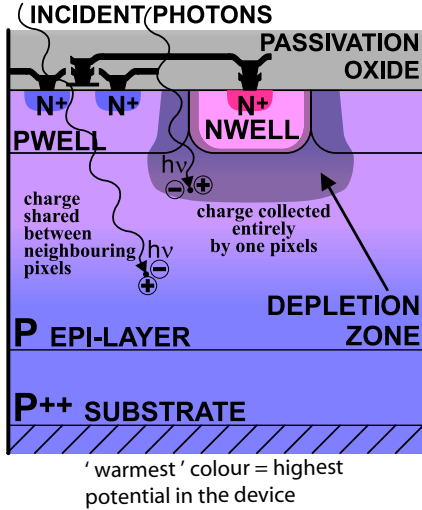 INCIDENT PHOTONS
PASSIVATION
OXIDE
N+ N+ N+
PWELL NWELL
hν
− +
charge
shared
between
neighbouring
pixels
charge collected
entirely
by one pixels
hν
−
+
DEPLETION
ZONE
P EPI-LAYER
P++ SUBSTRATE
‘ warmest ’ colour = highest
potential in the device